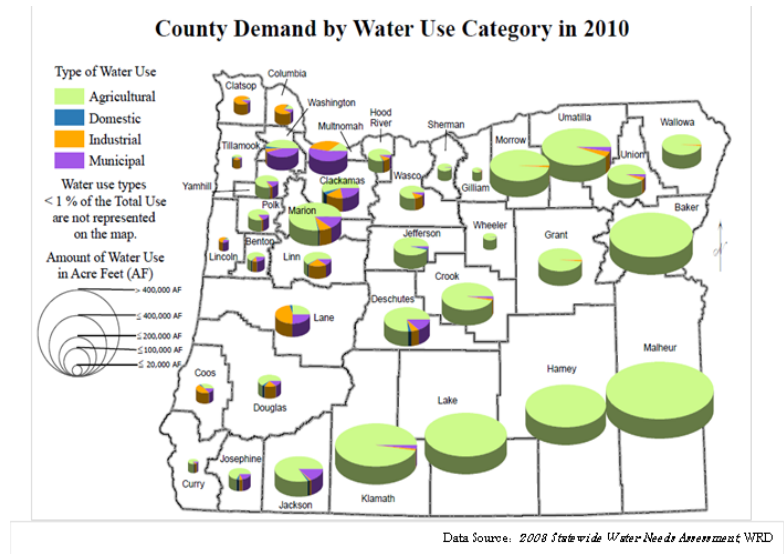 County Demand by Water Use Category in 2010
Type of Water Use
Agricultural
Domestic
Industrial
Municipal
Water use types
< 1 % of the Total Use
are not represented
on the map.
Amount of Water Use
in Acre Feet (AF)
> 400,000 AF
≤ 400,000 AF
≤ 200,000 AF
≤ 100,000 AF
≤ 20,000 AF
Columbia
Clatsop
Washington
Hood
River
Multnomah
Sherman
Umatilla
Wallowa
Morrow
Tillamook
Union
Wasco
Gilliam
Yamhill
Clackamas
Polk
Marion
Baker
Wheeler
Jefferson
Grant
Benton
Lincoln
Linn
Crook
Deschutes
Lane
Malheur
Coos
Harney
Lake
Douglas
Josephine
Curry
Jackson
Klamath
Data Source: 2008 Statewide Water Needs Assessment, WRD